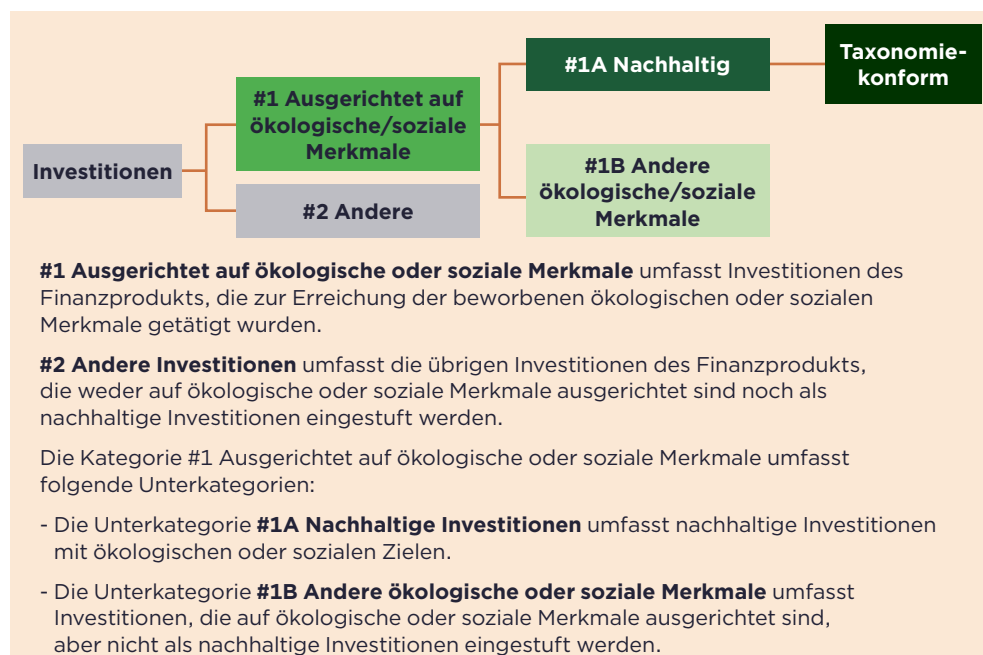 Investitionen
#1 Ausgerichtet auf
ökologische/soziale
Merkmale
#2 Andere
#1A Nachhaltig
#1B Andere
ökologische/soziale
Merkmale
Taxonomie-
konform
#1 Ausgerichtet auf ökologische oder soziale Merkmale umfasst Investitionen des
Finanzprodukts, die zur Erreichung der beworbenen ökologischen oder sozialen
Merkmale getätigt wurden.
#2 Andere Investitionen umfasst die übrigen Investitionen des Finanzprodukts,
die weder auf ökologische oder soziale Merkmale ausgerichtet sind noch als
nachhaltige Investitionen eingestuft werden.
Die Kategorie #1 Ausgerichtet auf ökologische oder soziale Merkmale umfasst
folgende Unterkategorien:
- Die Unterkategorie #1A Nachhaltige Investitionen umfasst nachhaltige Investitionen
mit ökologischen oder sozialen Zielen.
- Die Unterkategorie #1B Andere ökologische oder soziale Merkmale umfasst
Investitionen, die auf ökologische oder soziale Merkmale ausgerichtet sind,
aber nicht als nachhaltige Investitionen eingestuft werden.